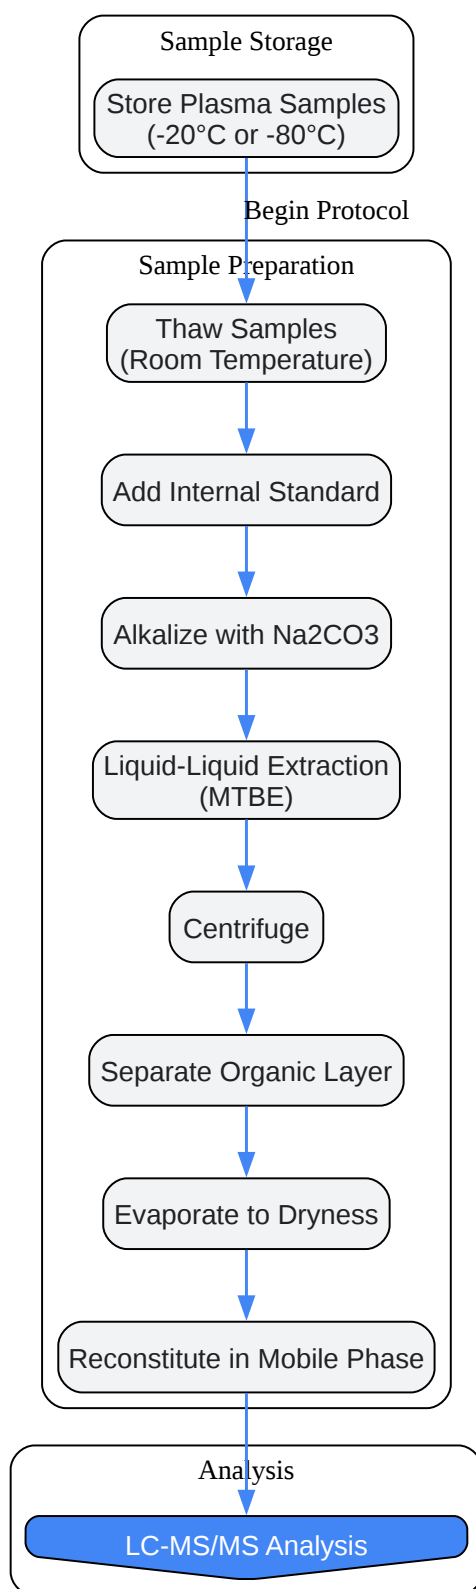 Sample Storage
Store Plasma Samples
(-20°C or -80°C)
Begin Protocol
Sample Preparation
Thaw Samples
(Room Temperature)
Add Internal Standard
Alkalize with Na2CO3
Liquid-Liquid Extraction
(MTBE)
Centrifuge
Separate Organic Layer
Evaporate to Dryness
Reconstitute in Mobile Phase
Analysis
LC-MS/MS Analysis